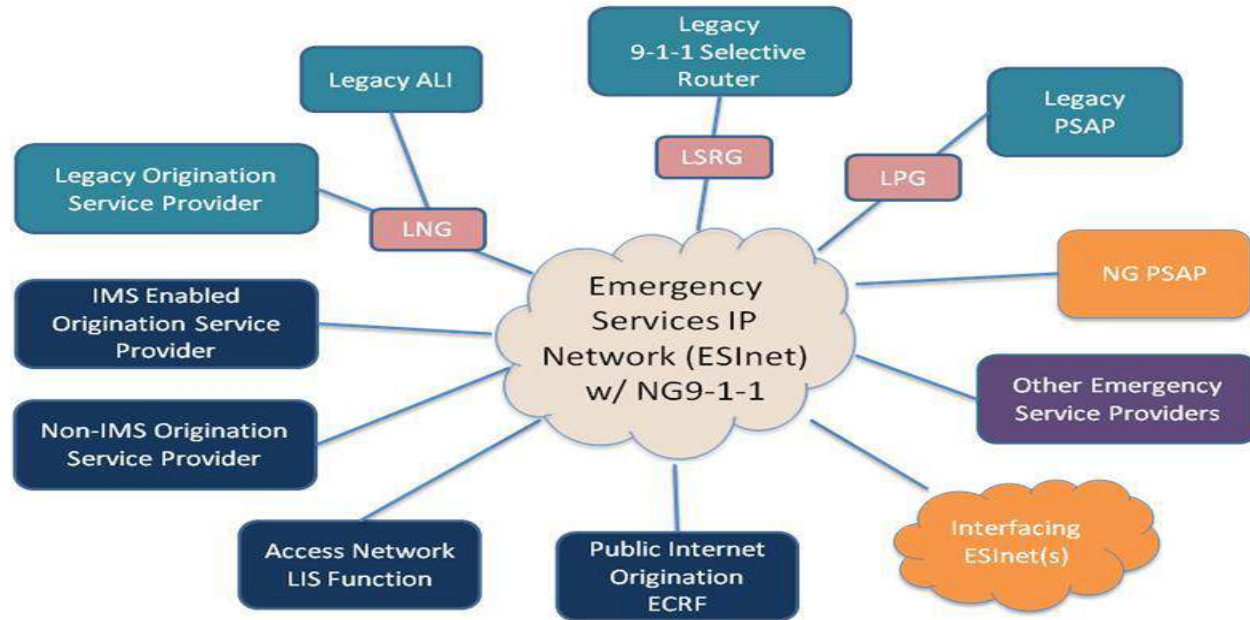 Legacy
9-1-1 Selective
Router
Legacy ALI
Legacy
PSAP
LSRG
LPG
Legacy Origination
Service Provider
LNG
NG PSAP
Emergency
Services IP
Network (ESInet)
w/ NG9-1-1
IMS Enabled
Origination Service
Provider
Other Emergency
Service Providers
Non-IMS Origination
Service Provider
Interfacing
ESInet(s)
Access Network
LIS Function
Public Internet
Origination
ECRF